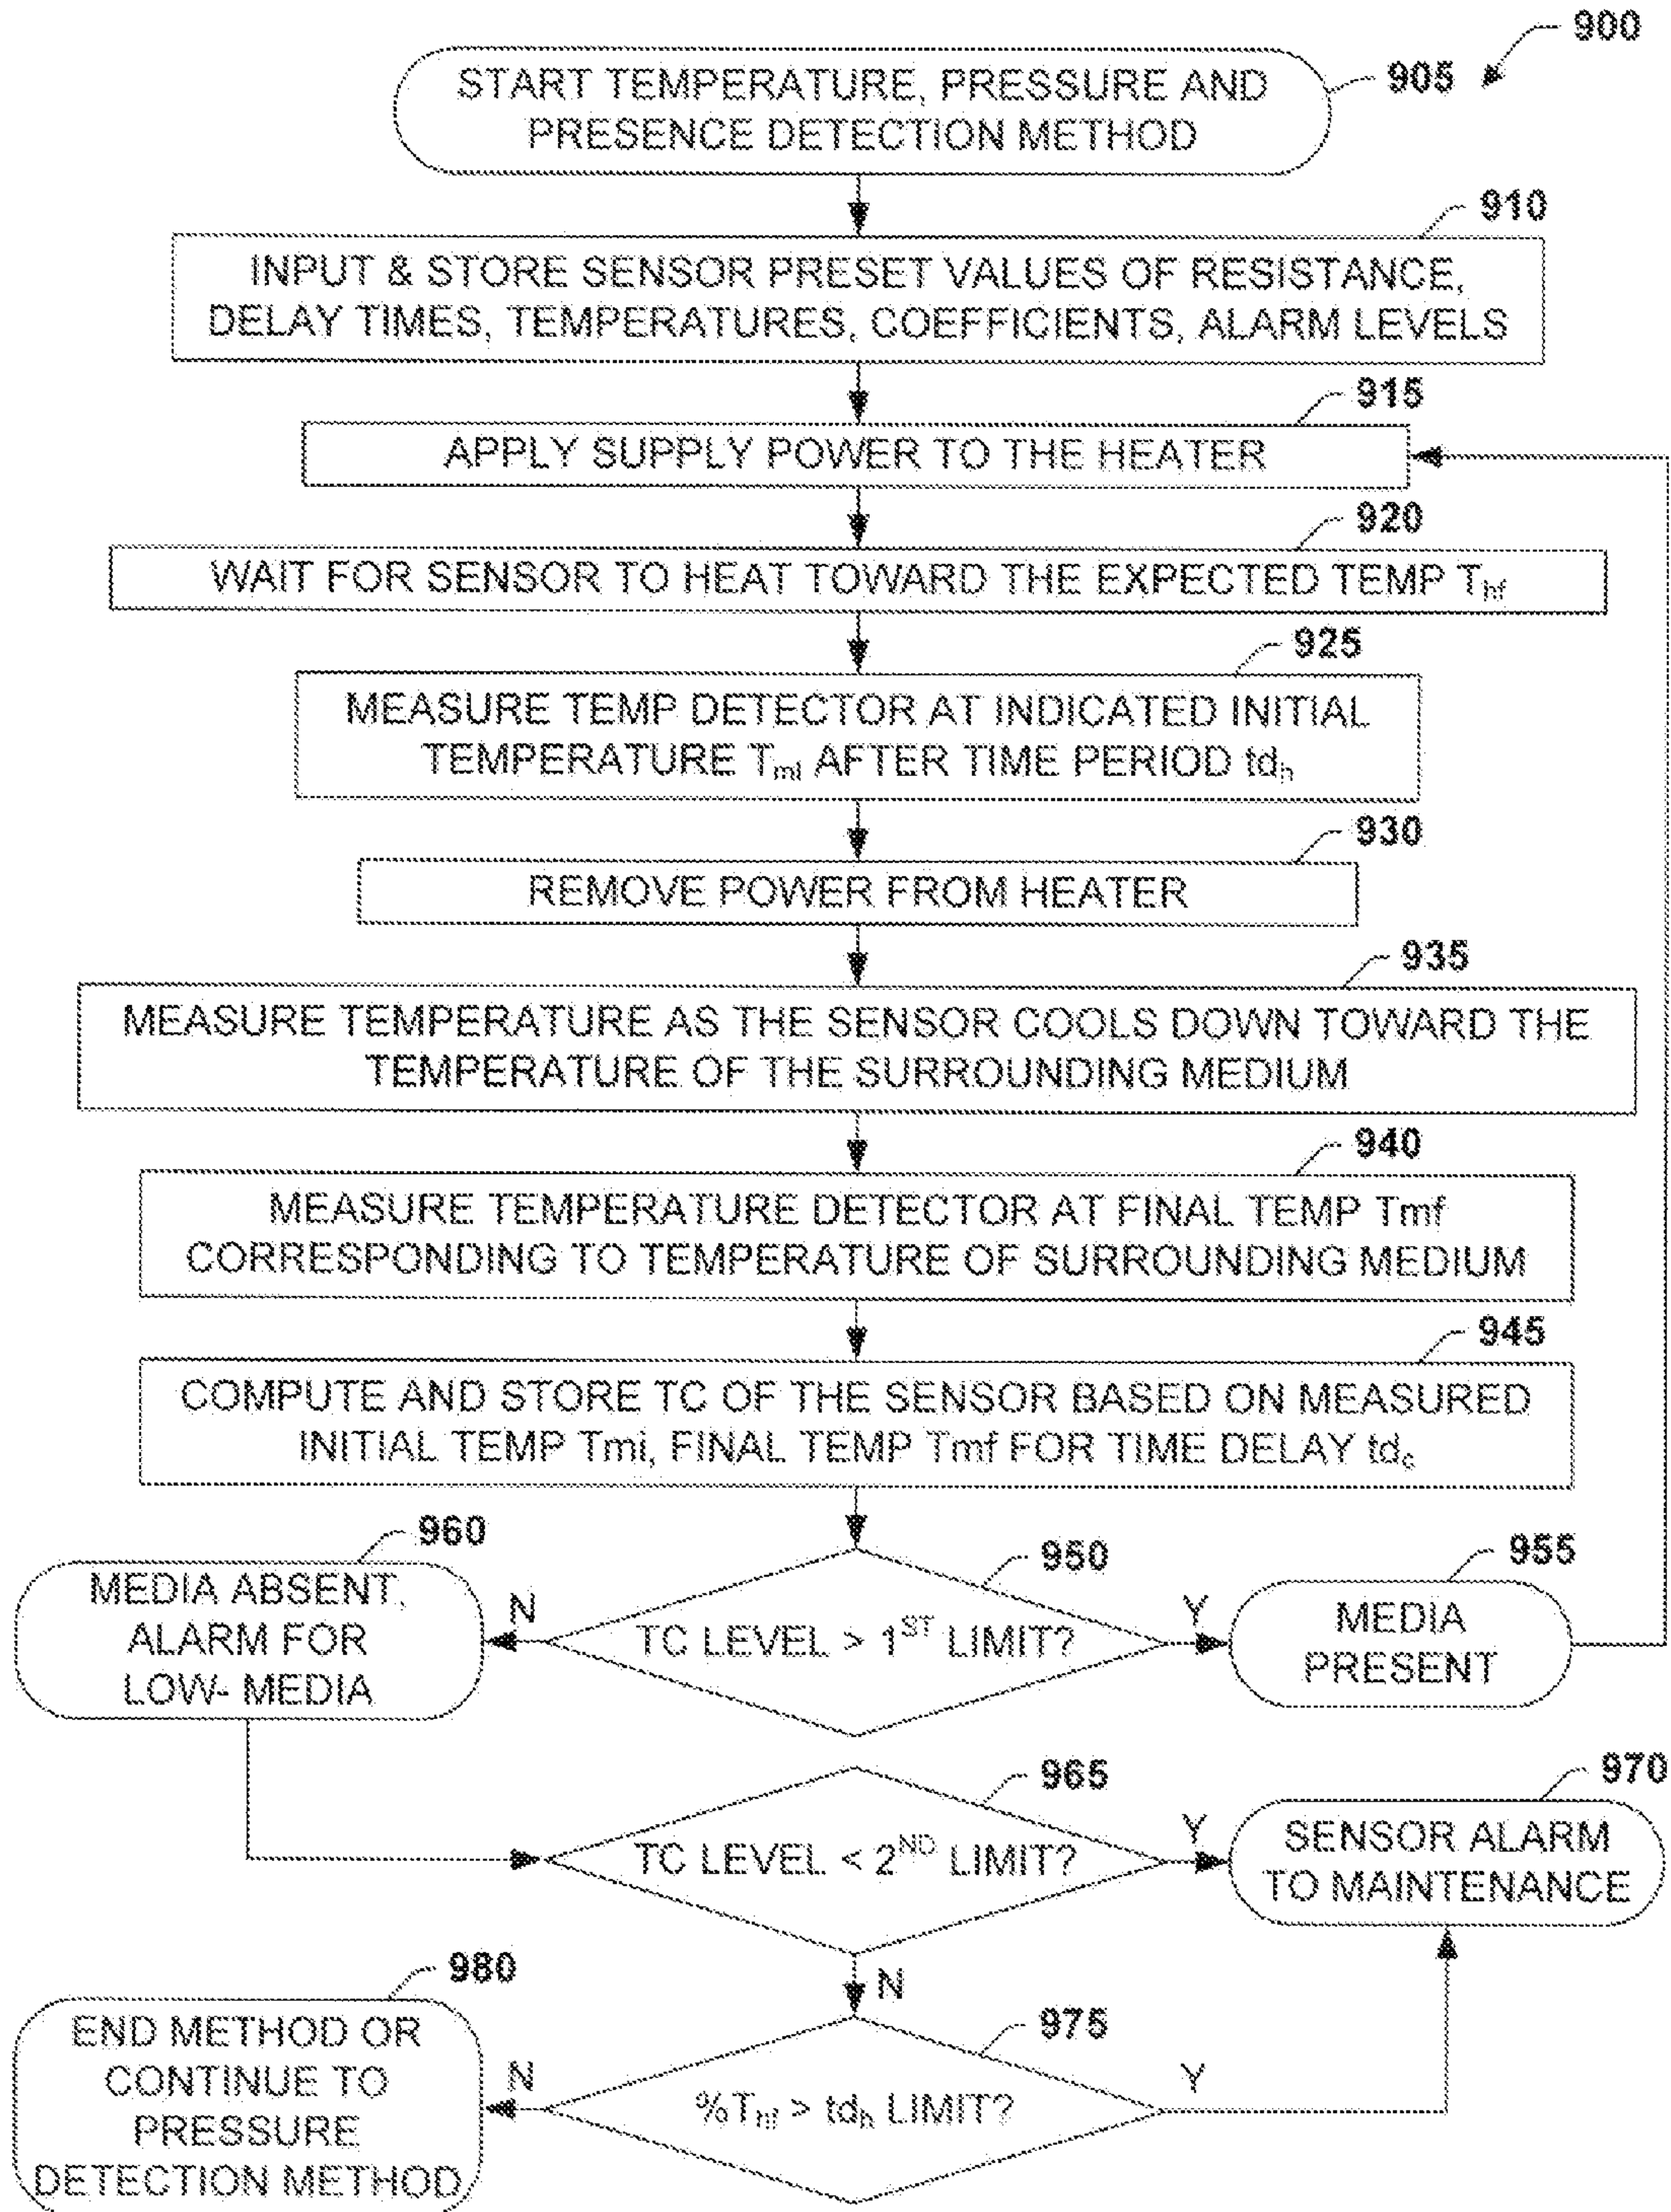 900
START TEMPERATURE, PRESSURE AND
PRESENCE DETECTION METHOD
905
910
INPUT & STORE SENSOR PRESET VALUES OF RESISTANCE,
DELAY TIMES, TEMPERATURES, COEFFICIENTS, ALARM LEVELS
915
APPLY SUPPLY POWER TO THE HEATER
920
WAIT FOR SENSOR TO HEAT TOWARD THE EXPECTED TEMP Thf
925
MEASURE TEMP DETECTOR AT INDICATED INITIAL
TEMPERATURE Tmi AFTER TIME PERIOD tdh
930
REMOVE POWER FROM HEATER
935
MEASURE TEMPERATURE AS THE SENSOR COOLS DOWN TOWARD THE
TEMPERATURE OF THE SURROUNDING MEDIUM
940
MEASURE TEMPERATURE DETECTOR AT FINAL TEMP Tmf
CORRESPONDING TO TEMPERATURE OF SURROUNDING MEDIUM
945
COMPUTE AND STORE TC OF THE SENSOR BASED ON MEASURED
INITIAL TEMP Tmi, FINAL TEMP Tmf FOR TIME DELAY tdc
960
MEDIA ABSENT,
ALARM FOR
LOW- MEDIA
N
950
TC LEVEL > 1ST LIMIT?
Y
955
MEDIA
PRESENT
965
TC LEVEL < 2ND LIMIT?
Y
970
SENSOR ALARM
TO MAINTENANCE
N
980
END METHOD OR
CONTINUE TO
PRESSURE
DETECTION METHOD
N
975
%Thf > tdh LIMIT?
Y